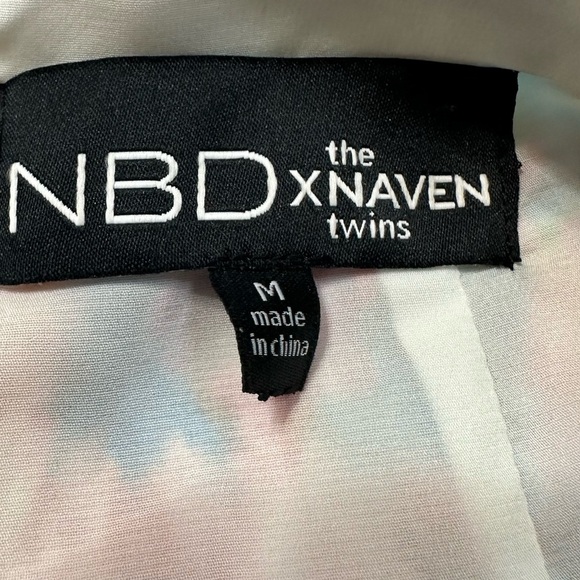 NBD x the NAVEN twins
M
made
in china